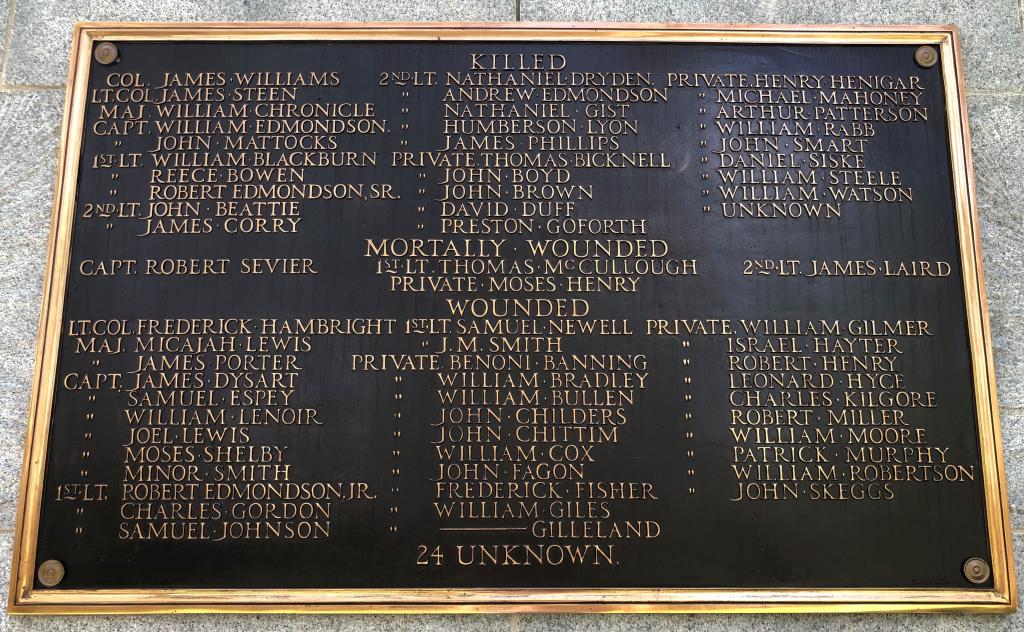 KILLED
COL. JAMES·WILLIAMS 2ND·LT. NATHANIEL·DRYDEN. PRIVATE·HENRY·HENIGAR
LT.COL. JAMES·STEEN " ANDREW·EDMONDSON " MICHAEL·MAHONEY
MAJ. WILLIAM·CHRONICLE " NATHANIEL·GIST " ARTHUR·PATTERSON
CAPT. WILLIAM·EDMONDSON. " HUMBERSON·LYON " WILLIAM·RABB
" JOHN·MATTOCKS " JAMES·PHILLIPS " JOHN·SMART
1ST·LT. WILLIAM·BLACKBURN PRIVATE.THOMAS·BICKNELL " DANIEL·SISKE
" REECE·BOWEN " JOHN·BOYD " WILLIAM·STEELE
" ROBERT EDMONDSON, SR. " JOHN·BROWN " WILLIAM·WATSON
2ND·LT. JOHN·BEATTIE " DAVID·DUFF " UNKNOWN
" JAMES·CORRY " PRESTON·GOFORTH
MORTALLY·WOUNDED
CAPT. ROBERT SEVIER 1ST·LT. THOMAS·McCULLOUGH 2ND·LT. JAMES·LAIRD
PRIVATE·MOSES·HENRY
WOUNDED
LT.COL. FREDERICK·HAMBRIGHT 1ST·LT. SAMUEL·NEWELL PRIVATE. WILLIAM·GILMER
MAJ. MICAJAH·LEWIS " J.M.SMITH " ISRAEL·HAYTER
" JAMES·PORTER PRIVATE. BENONI·BANNING " ROBERT·HENRY
CAPT. JAMES·DYSART " WILLIAM·BRADLEY " LEONARD·HYCE
" SAMUEL·ESPEY " WILLIAM·BULLEN " CHARLES·KILGORE
" WILLIAM·LENOIR " JOHN·CHILDERS " ROBERT·MILLER
" JOEL·LEWIS " JOHN·CHITTIM " WILLIAM·MOORE
" MOSES·SHELBY " WILLIAM·COX " PATRICK·MURPHY
" MINOR·SMITH " JOHN·FAGON " WILLIAM·ROBERTSON
1ST·LT. ROBERT EDMONDSON, JR. " FREDERICK·FISHER " JOHN·SKEGGS
" CHARLES·GORDON " WILLIAM·GILES
" SAMUEL·JOHNSON " ——— GILLELAND
24 UNKNOWN.